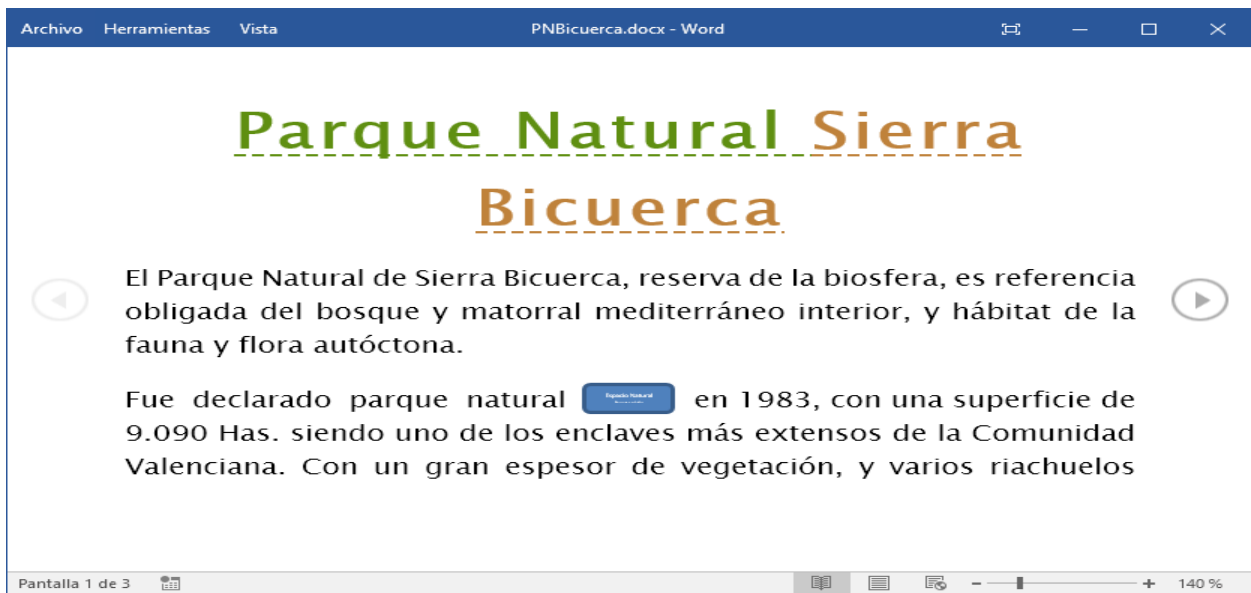 Archivo Herramientas Vista PNBicuerca.docx - Word
Parque Natural Sierra
Bicuerca
El Parque Natural de Sierra Bicuerca, reserva de la biosfera, es referencia
obligada del bosque y matorral mediterráneo interior, y hábitat de la
fauna y flora autóctona.
Fue declarado parque natural Espacio Natural en 1983, con una superficie de
9.090 Has. siendo uno de los enclaves más extensos de la Comunidad
Valenciana. Con un gran espesor de vegetación, y varios riachuelos
Pantalla 1 de 3 140 %